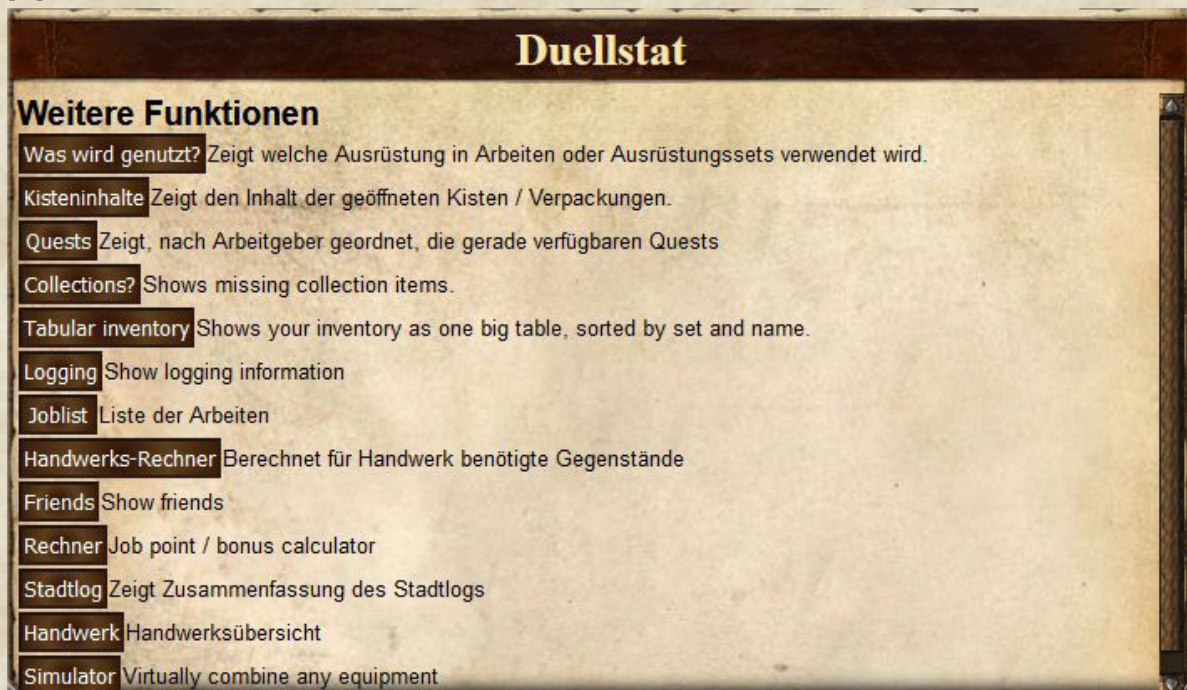 Duellstat
Weitere Funktionen
Was wird genutzt? Zeigt welche Ausrüstung in Arbeiten oder Ausrüstungssets verwendet wird.
Kisteninhalte Zeigt den Inhalt der geöffneten Kisten / Verpackungen.
Quests Zeigt, nach Arbeitgeber geordnet, die gerade verfügbaren Quests
Collections? Shows missing collection items.
Tabular inventory Shows your inventory as one big table, sorted by set and name.
Logging Show logging information
Joblist Liste der Arbeiten
Handwerks-Rechner Berechnet für Handwerk benötigte Gegenstände
Friends Show friends
Rechner Job point / bonus calculator
Stadtlog Zeigt Zusammenfassung des Stadtlogs
Handwerk Handwerksübersicht
Simulator Virtually combine any equipment